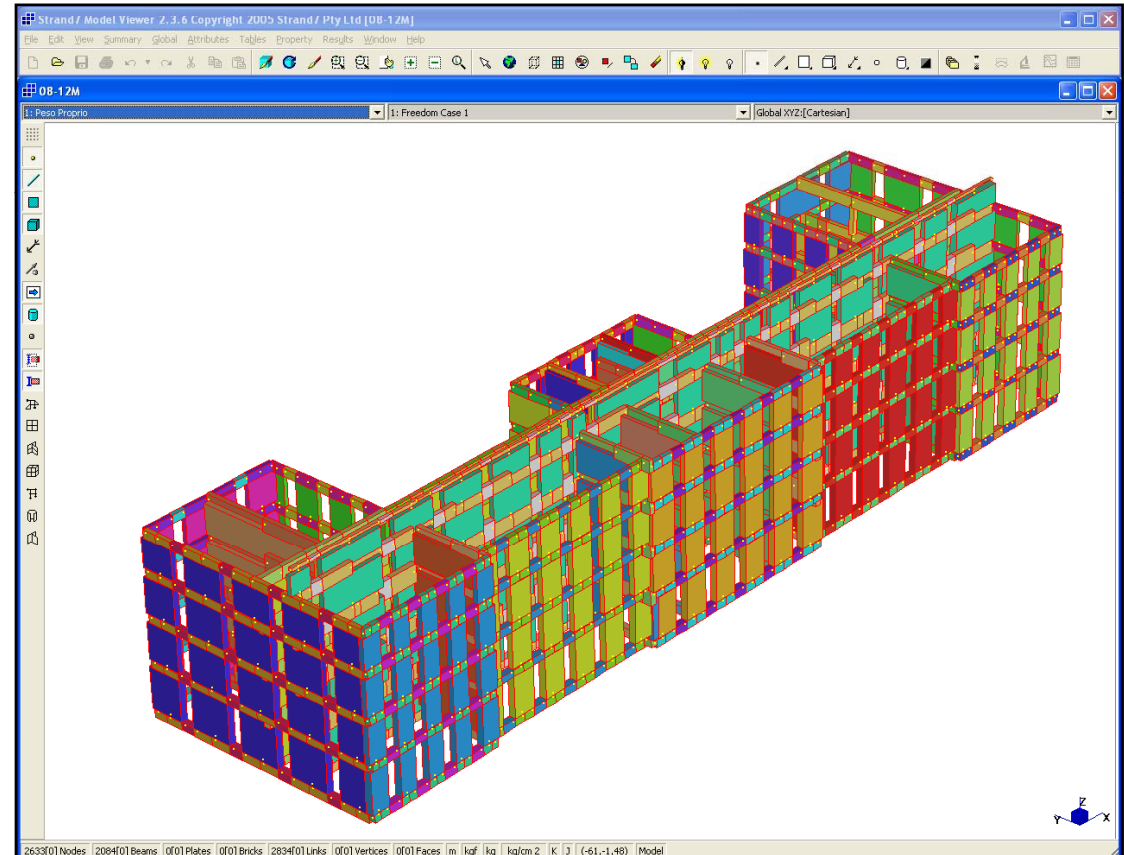 Strand7 Model Viewer 2.3.6 Copyright 2005 Strand7 Pty Ltd [08-12M]
File Edit View Summary Global Attributes Tables Property Results Window Help
08-12M
1: Peso Proprio 1: Freedom Case 1 Global XYZ:[Cartesian]
Z
Y X
2633[0] Nodes 2084[0] Beams 0[0] Plates 0[0] Bricks 2834[0] Links 0[0] Vertices 0[0] Faces m kgf kg kg/cm 2 K J (-61,-1,48) Model